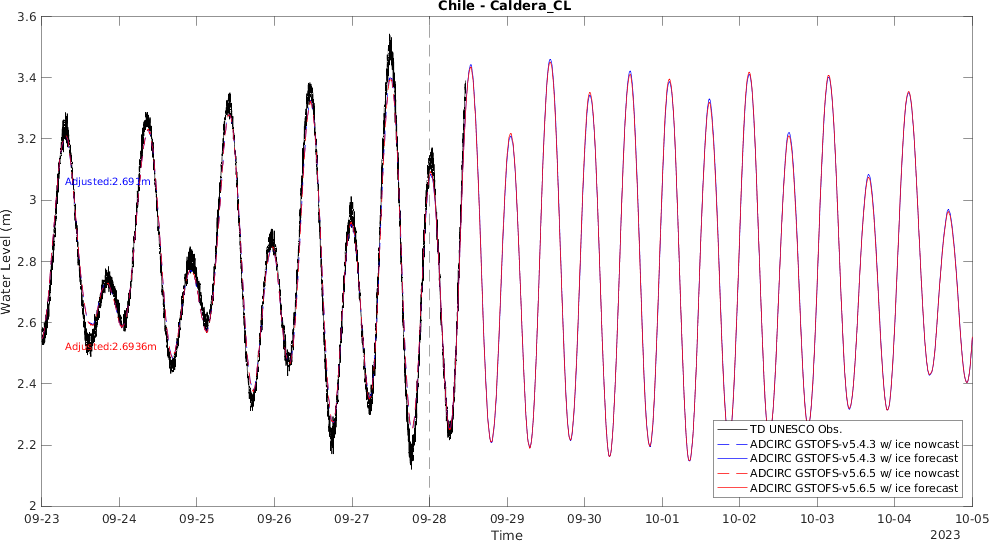 Chile - Caldera_CL
3.6
3.4
3.2
3
2.8
2.6
2.4
2.2
2
Water Level (m)
Adjusted:2.691m
Adjusted:2.6936m
TD UNESCO Obs.
ADCIRC GSTOFS-v5.4.3 w/ ice nowcast
ADCIRC GSTOFS-v5.4.3 w/ ice forecast
ADCIRC GSTOFS-v5.6.5 w/ ice nowcast
ADCIRC GSTOFS-v5.6.5 w/ ice forecast
09-23 09-24 09-25 09-26 09-27 09-28 09-29 09-30 10-01 10-02 10-03 10-04 10-05
Time
2023